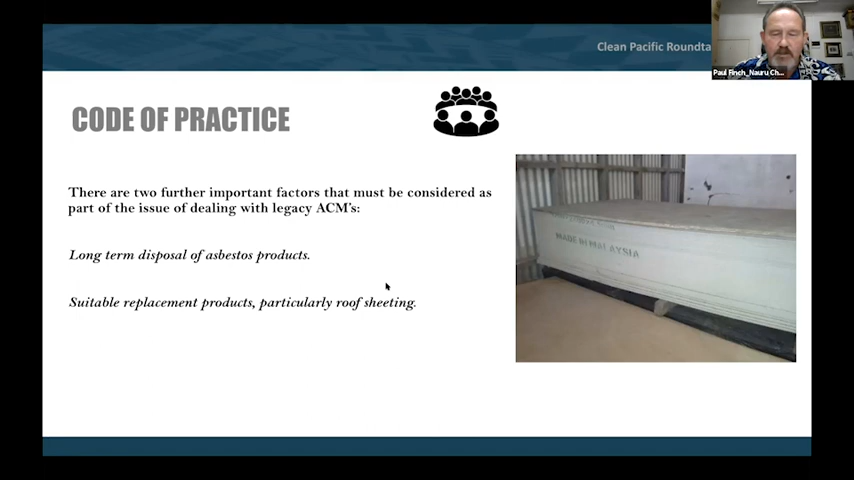 Clean Pacific Roundta
Paul Finch_Nauru Ch...
CODE OF PRACTICE
There are two further important factors that must be considered as
part of the issue of dealing with legacy ACM's:
Long term disposal of asbestos products.
Suitable replacement products, particularly roof sheeting.
MADE IN MALAYSIA